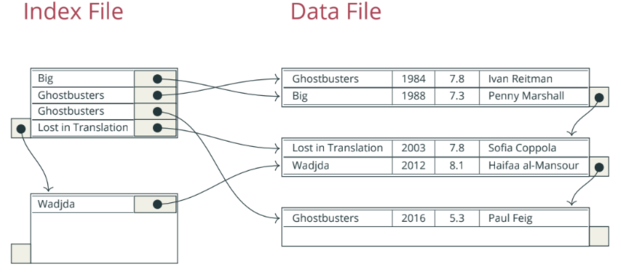 Index File
Data File
Big
Ghostbusters
Ghostbusters
Lost in Translation
Wadjda
Ghostbusters 1984 7.8 Ivan Reitman
Big 1988 7.3 Penny Marshall
Lost in Translation 2003 7.8 Sofia Coppola
Wadjda 2012 8.1 Haifaa al-Mansour
Ghostbusters 2016 5.3 Paul Feig